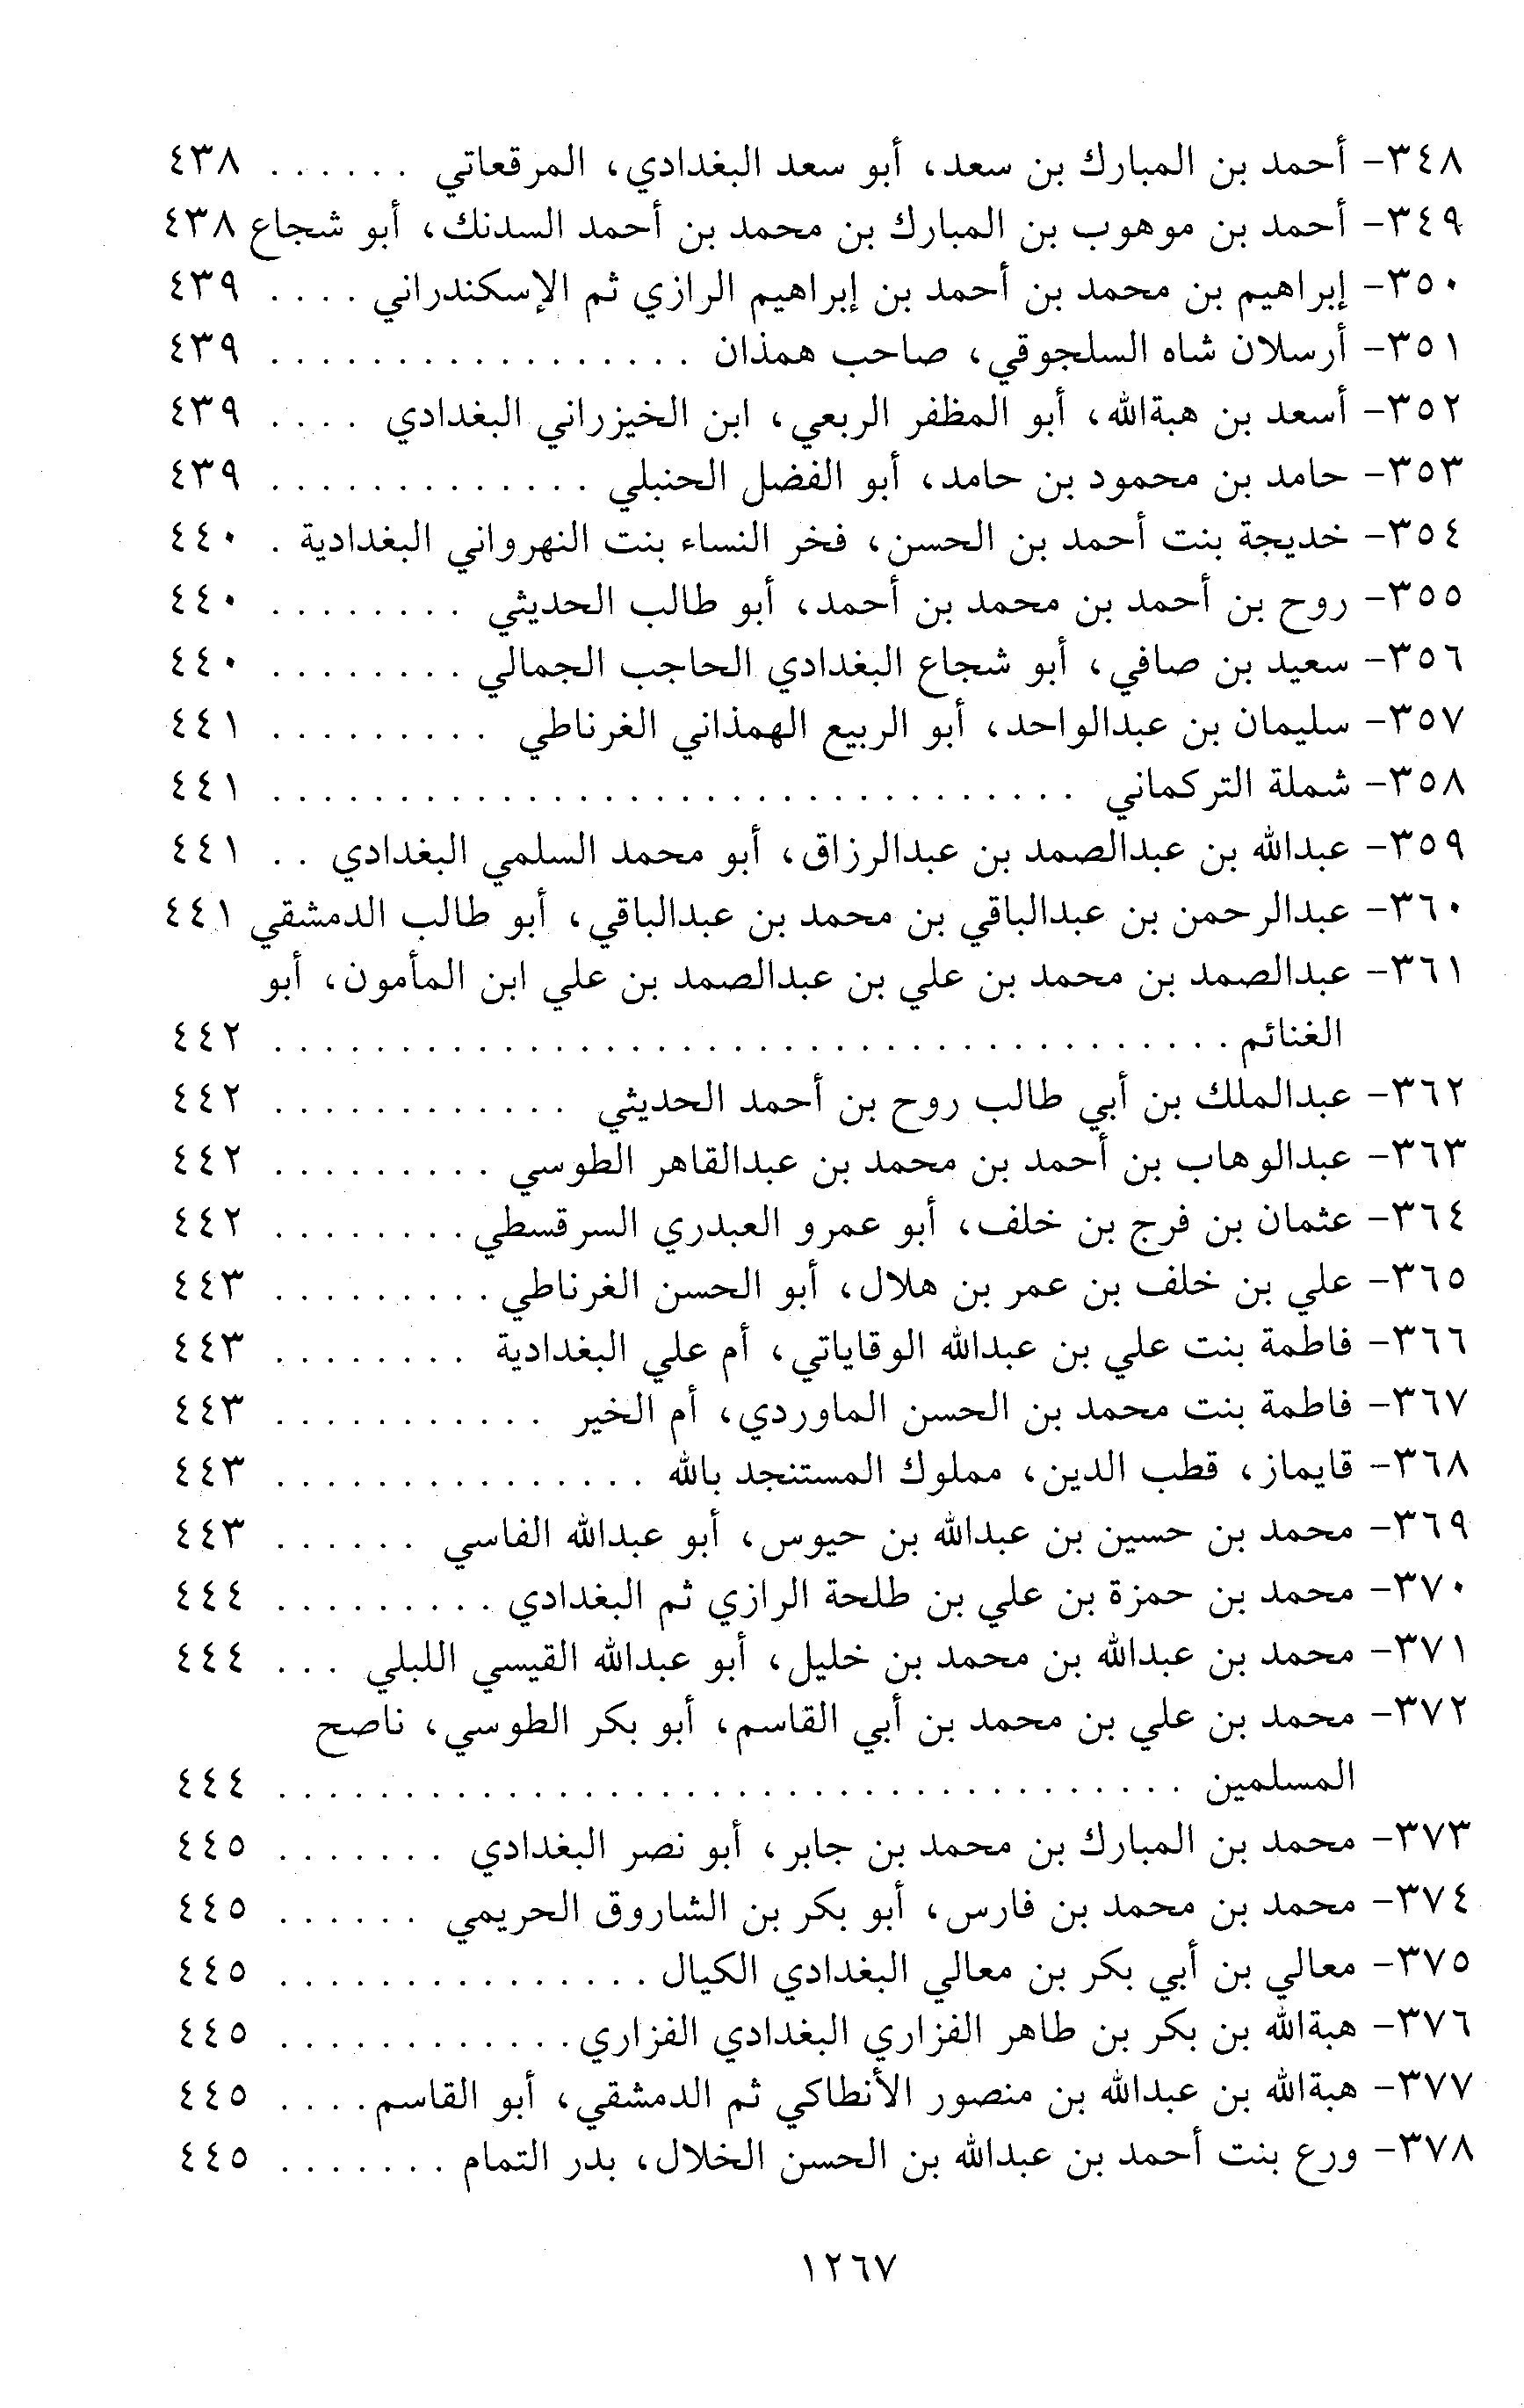 ٣٤٨- أحمد بن المبارك بن سعد، أبو سعد البغدادي، المرقعاتي . . . . . . ٤٣٨
٣٤٩- أحمد بن موهوب بن المبارك بن محمد بن أحمد السدنك، أبو شجاع ٤٣٨
٣٥٠- إبراهيم بن محمد بن أحمد بن إبراهيم الرازي ثم الإسكندراني . . . . ٤٣٩
٣٥١- أرسلان شاه السلجوقي، صاحب همذان . . . . . . . . . . . . . . . . . ٤٣٩
٣٥٢- أسعد بن هبةالله، أبو المظفر الربعي، ابن الخيزراني البغدادي . . . . ٤٣٩
٣٥٣- حامد بن محمود بن حامد، أبو الفضل الحنبلي . . . . . . . . . . . . . ٤٣٩
٣٥٤- خديجة بنت أحمد بن الحسن، فخر النساء بنت النهرواني البغدادية . ٤٤٠
٣٥٥- روح بن أحمد بن محمد بن أحمد، أبو طالب الحديثي . . . . . . . . ٤٤٠
٣٥٦- سعيد بن صافي، أبو شجاع البغدادي الحاجب الجمالي . . . . . . . . ٤٤٠
٣٥٧- سليمان بن عبدالواحد، أبو الربيع الهمذاني الغرناطي . . . . . . . . . ٤٤١
٣٥٨- شملة التركماني . . . . . . . . . . . . . . . . . . . . . . . . . . . . . . . . ٤٤١
٣٥٩- عبدالله بن عبدالصمد بن عبدالرزاق، أبو محمد السلمي البغدادي . . ٤٤١
٣٦٠- عبدالرحمن بن عبدالباقي بن محمد بن عبدالباقي، أبو طالب الدمشقي ٤٤١
٣٦١- عبدالصمد بن محمد بن علي بن عبدالصمد بن علي ابن المأمون، أبو
الغنائم . . . . . . . . . . . . . . . . . . . . . . . . . . . . . . . . . . . . . . ٤٤٢
٣٦٢- عبدالملك بن أبي طالب روح بن أحمد الحديثي . . . . . . . . . . . . ٤٤٢
٣٦٣- عبدالوهاب بن أحمد بن محمد بن عبدالقاهر الطوسي . . . . . . . . . ٤٤٢
٣٦٤- عثمان بن فرج بن خلف، أبو عمرو العبدري السرقسطي . . . . . . . . ٤٤٢
٣٦٥- علي بن خلف بن عمر بن هلال، أبو الحسن الغرناطي . . . . . . . . . ٤٤٣
٣٦٦- فاطمة بنت علي بن عبدالله الوقاياتي، أم علي البغدادية . . . . . . . . ٤٤٣
٣٦٧- فاطمة بنت محمد بن الحسن الماوردي، أم الخير . . . . . . . . . . . ٤٤٣
٣٦٨- قايماز، قطب الدين، مملوك المستنجد بالله . . . . . . . . . . . . . . . ٤٤٣
٣٦٩- محمد بن حسين بن عبدالله بن حيوس، أبو عبدالله الفاسي . . . . . . ٤٤٣
٣٧٠- محمد بن حمزة بن علي بن طلحة الرازي ثم البغدادي . . . . . . . . . ٤٤٤
٣٧١- محمد بن عبدالله بن محمد بن خليل، أبو عبدالله القيسي اللبلي . . . ٤٤٤
٣٧٢- محمد بن علي بن محمد بن أبي القاسم، أبو بكر الطوسي، ناصح
المسلمين . . . . . . . . . . . . . . . . . . . . . . . . . . . . . . . . . . . . ٤٤٤
٣٧٣- محمد بن المبارك بن محمد بن جابر، أبو نصر البغدادي . . . . . . . ٤٤٥
٣٧٤- محمد بن محمد بن فارس، أبو بكر بن الشاروق الحريمي . . . . . . ٤٤٥
٣٧٥- معالي بن أبي بكر بن معالي البغدادي الكيال . . . . . . . . . . . . . . . ٤٤٥
٣٧٦- هبةالله بن بكر بن طاهر الفزاري البغدادي الفزاري . . . . . . . . . . . . ٤٤٥
٣٧٧- هبةالله بن عبدالله بن منصور الأنطاكي ثم الدمشقي، أبو القاسم . . . . ٤٤٥
٣٧٨- ورع بنت أحمد بن عبدالله بن الحسن الخلال، بدر التمام . . . . . . . ٤٤٥
١٢٦٧